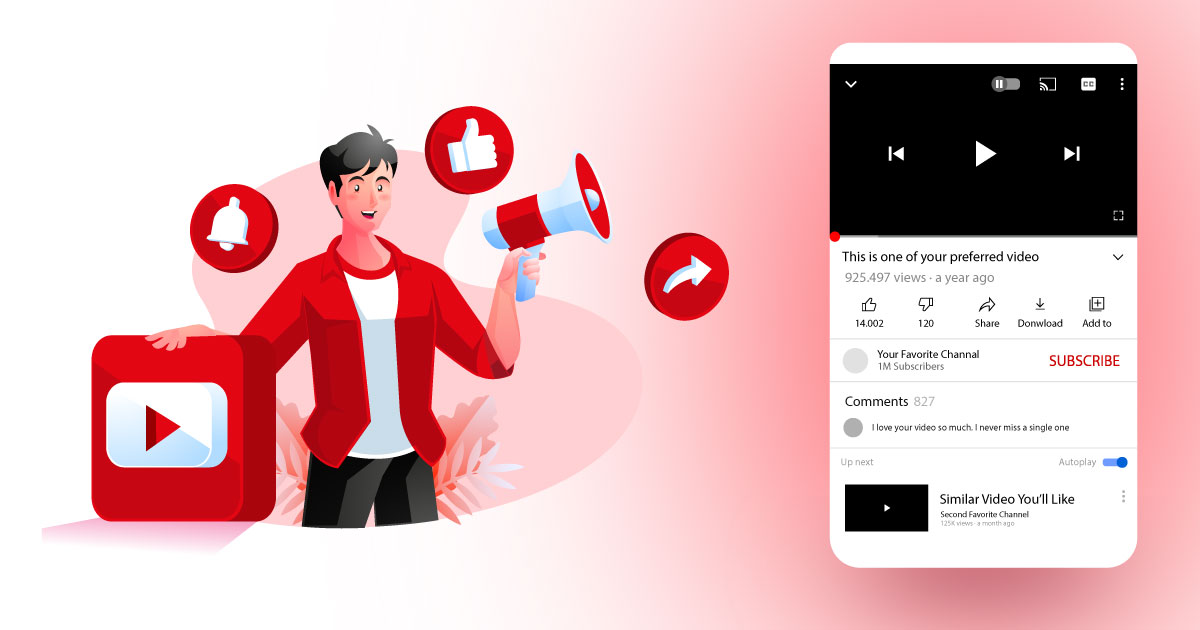 CC
This is one of your preferred video
925.497 views · a year ago
14.002 120 Share Donwload Add to
Your Favorite Channel
1M Subscribers
SUBSCRIBE
Comments 827
I love your video so much. I never miss a single one
Up next Autoplay
Similar Video You'll Like
Second Favorite Channel
125K views · a month ago